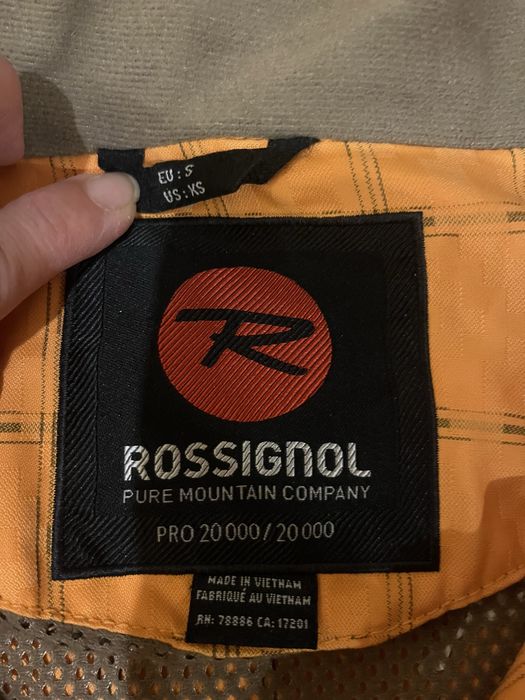 EU: S
US: XS
R
ROSSIGNOL
PURE MOUNTAIN COMPANY
PRO 20 000 / 20 000
MADE IN VIETNAM
FABRIQUÉ AU VIETNAM
RN: 78886 CA: 17201